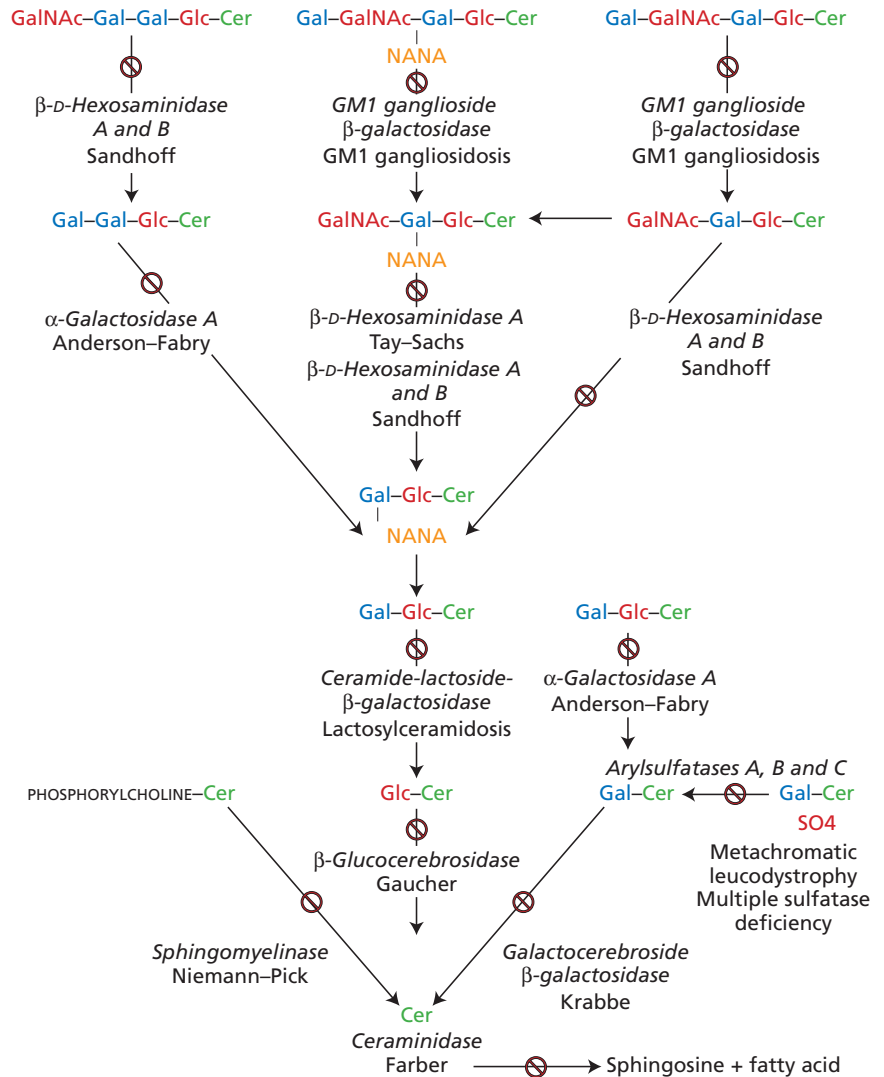 GalNAc–Gal–Gal–Glc–Cer
β-D-Hexosaminidase
A and B
Sandhoff
Gal–Gal–Glc–Cer
α-Galactosidase A
Anderson–Fabry
Gal–GalNAc–Gal–Glc–Cer
NANA
GM1 ganglioside
β-galactosidase
GM1 gangliosidosis
GalNAc–Gal–Glc–Cer
NANA
β-D-Hexosaminidase A
Tay–Sachs
β-D-Hexosaminidase A
and B
Sandhoff
Gal–GalNAc–Gal–Glc–Cer
GM1 ganglioside
β-galactosidase
GM1 gangliosidosis
GalNAc–Gal–Glc–Cer
β-D-Hexosaminidase
A and B
Sandhoff
Gal–Glc–Cer
NANA
Gal–Glc–Cer
Ceramide-lactoside-
β-galactosidase
Lactosylceramidosis
Gal–Glc–Cer
α-Galactosidase A
Anderson–Fabry
Arylsulfatases A, B and C
PHOSPHORYLCHOLINE–Cer
Glc–Cer
Gal–Cer
Gal–Cer
SO4
Metachromatic
leucodystrophy
Multiple sulfatase
deficiency
β-Glucocerebrosidase
Gaucher
Sphingomyelinase
Niemann–Pick
Galactocerebroside
β-galactosidase
Krabbe
Cer
Ceraminidase
Farber
Sphingosine + fatty acid